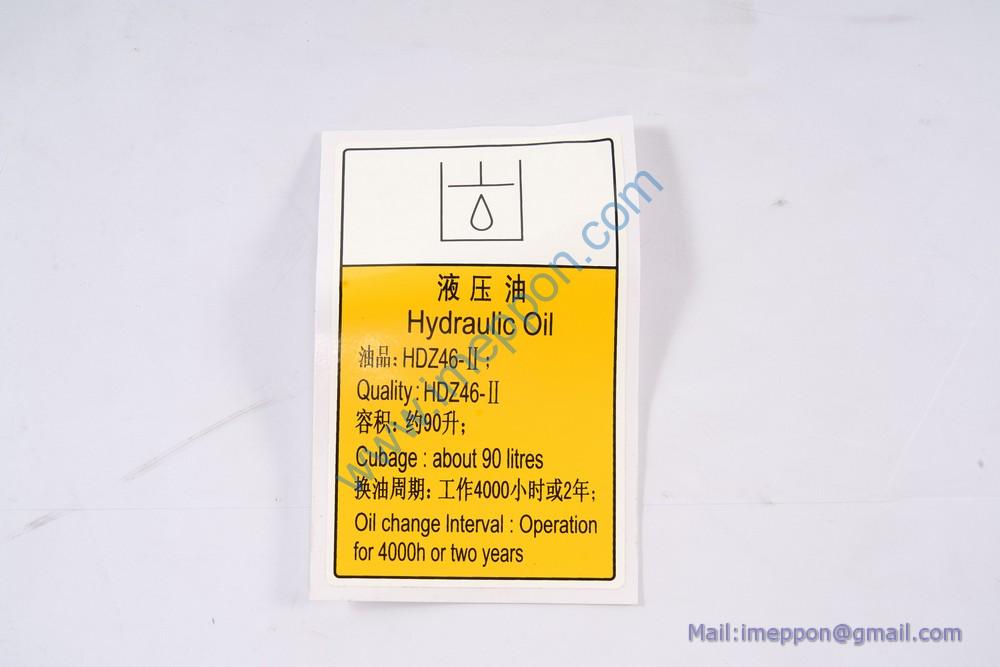 液压油
Hydraulic Oil
油品：HDZ46-Ⅱ；
Quality : HDZ46-Ⅱ
容积：约90升；
Cubage : about 90 litres
换油周期：工作4000小时或2年；
Oil change Interval : Operation
for 4000h or two years
www.imeppon.com
Mail:imeppon@gmail.com